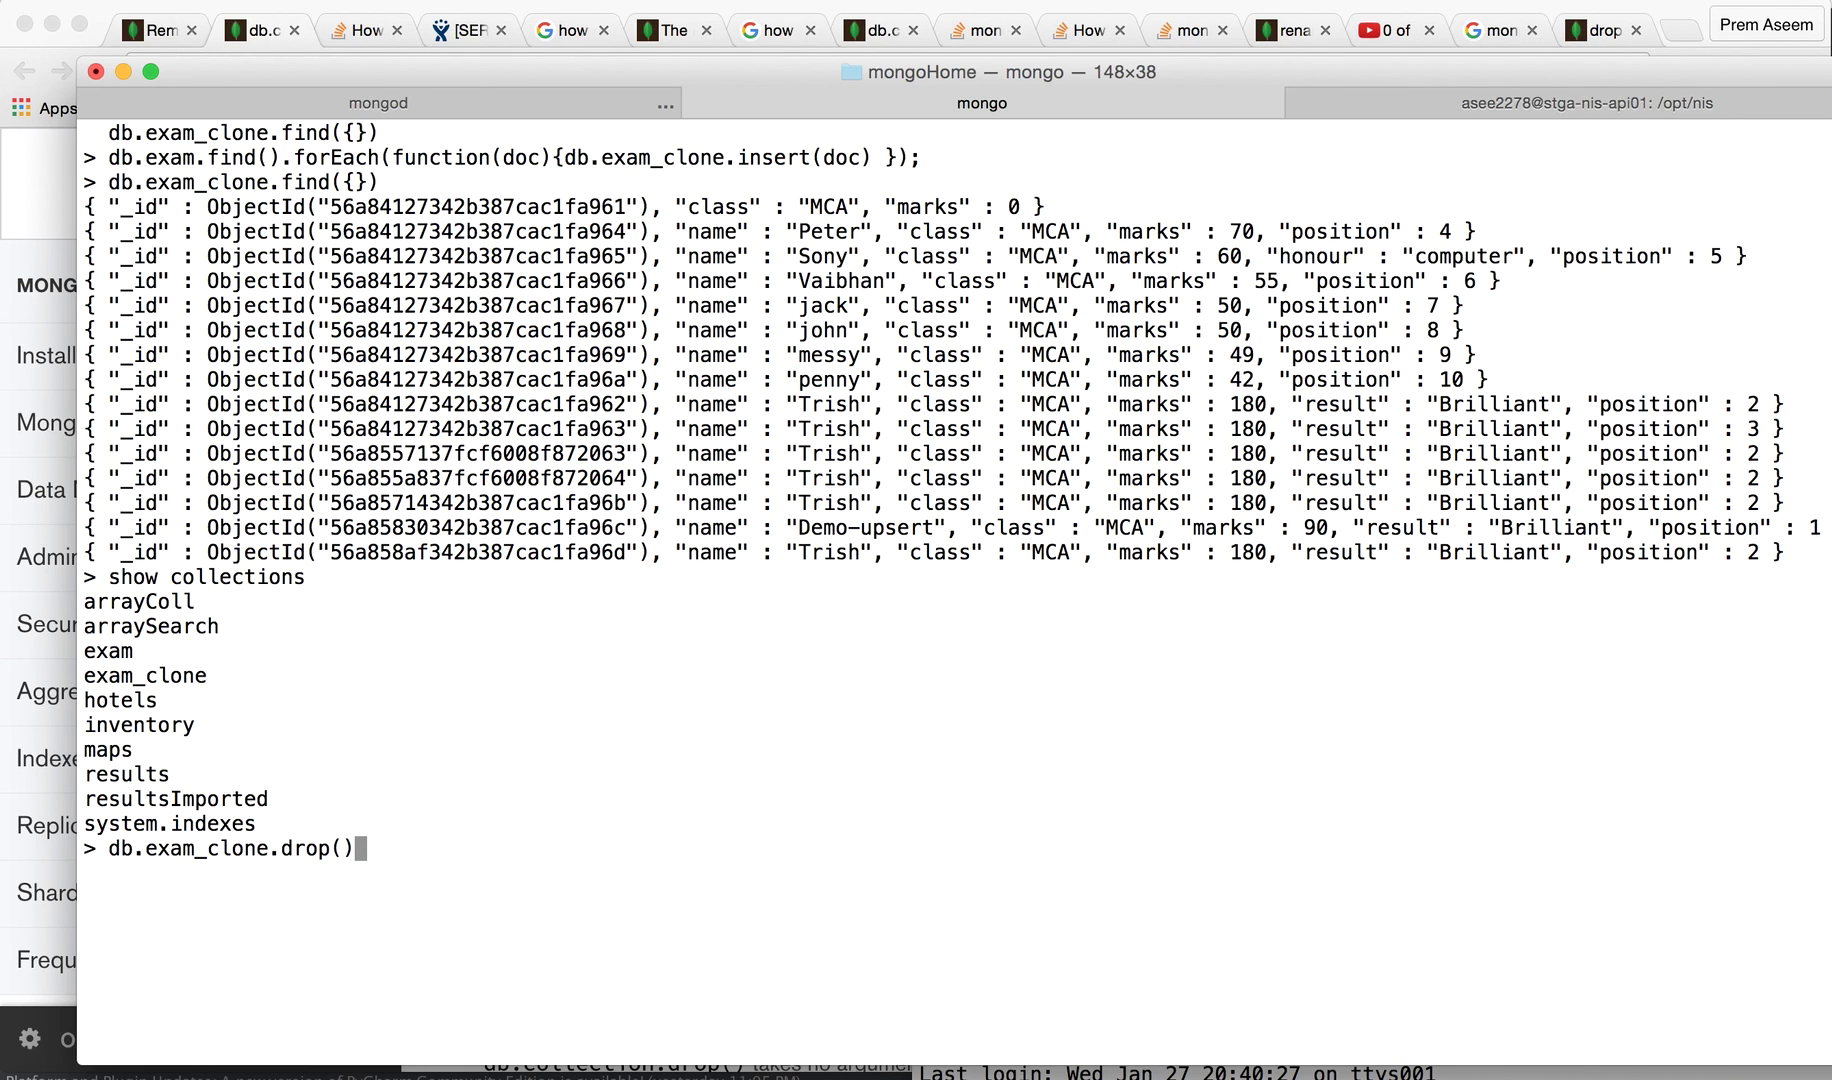 Rem
db.c
How
[SER
how
The
how
db.c
mon
How
mon
rena
0 of
mon
drop
Prem Aseem
mongoHome — mongo — 148×38
Apps
mongod
...
mongo
asee2278@stga-nis-api01: /opt/nis
db.exam_clone.find({})
> db.exam.find().forEach(function(doc){db.exam_clone.insert(doc) });
> db.exam_clone.find({})
{ "_id" : ObjectId("56a84127342b387cac1fa961"), "class" : "MCA", "marks" : 0 }
{ "_id" : ObjectId("56a84127342b387cac1fa964"), "name" : "Peter", "class" : "MCA", "marks" : 70, "position" : 4 }
{ "_id" : ObjectId("56a84127342b387cac1fa965"), "name" : "Sony", "class" : "MCA", "marks" : 60, "honour" : "computer", "position" : 5 }
{ "_id" : ObjectId("56a84127342b387cac1fa966"), "name" : "Vaibhan", "class" : "MCA", "marks" : 55, "position" : 6 }
{ "_id" : ObjectId("56a84127342b387cac1fa967"), "name" : "jack", "class" : "MCA", "marks" : 50, "position" : 7 }
{ "_id" : ObjectId("56a84127342b387cac1fa968"), "name" : "john", "class" : "MCA", "marks" : 50, "position" : 8 }
{ "_id" : ObjectId("56a84127342b387cac1fa969"), "name" : "messy", "class" : "MCA", "marks" : 49, "position" : 9 }
{ "_id" : ObjectId("56a84127342b387cac1fa96a"), "name" : "penny", "class" : "MCA", "marks" : 42, "position" : 10 }
{ "_id" : ObjectId("56a84127342b387cac1fa962"), "name" : "Trish", "class" : "MCA", "marks" : 180, "result" : "Brilliant", "position" : 2 }
{ "_id" : ObjectId("56a84127342b387cac1fa963"), "name" : "Trish", "class" : "MCA", "marks" : 180, "result" : "Brilliant", "position" : 3 }
{ "_id" : ObjectId("56a8557137fcf6008f872063"), "name" : "Trish", "class" : "MCA", "marks" : 180, "result" : "Brilliant", "position" : 2 }
{ "_id" : ObjectId("56a855a837fcf6008f872064"), "name" : "Trish", "class" : "MCA", "marks" : 180, "result" : "Brilliant", "position" : 2 }
{ "_id" : ObjectId("56a85714342b387cac1fa96b"), "name" : "Trish", "class" : "MCA", "marks" : 180, "result" : "Brilliant", "position" : 2 }
{ "_id" : ObjectId("56a85830342b387cac1fa96c"), "name" : "Demo-upsert", "class" : "MCA", "marks" : 90, "result" : "Brilliant", "position" : 1
{ "_id" : ObjectId("56a858af342b387cac1fa96d"), "name" : "Trish", "class" : "MCA", "marks" : 180, "result" : "Brilliant", "position" : 2 }
> show collections
arrayColl
arraySearch
exam
exam_clone
hotels
inventory
maps
results
resultsImported
system.indexes
> db.exam_clone.drop()
MONG
Install
Mong
Data
Admin
Secur
Aggre
Indexe
Replic
Shard
Frequ
O
db.collection.drop() takes no argumen
Last login: Wed Jan 27 20:40:27 on ttys001